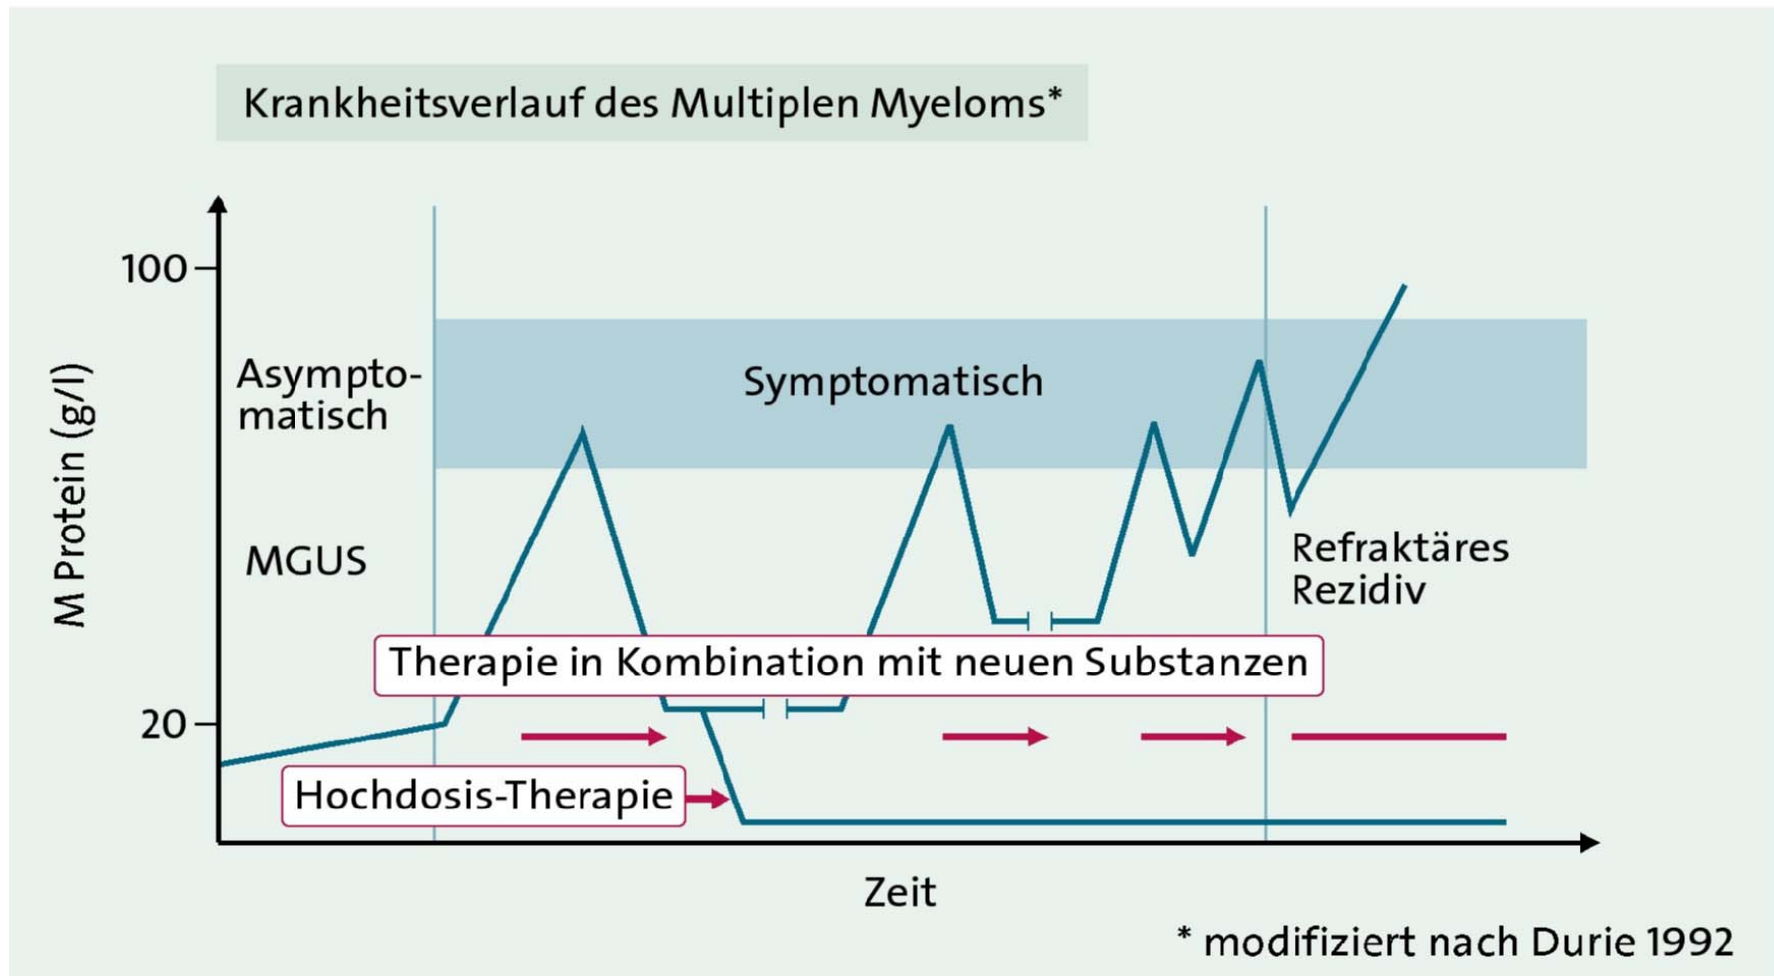 Krankheitsverlauf des Multiplen Myeloms*
100
20
M Protein (g/l)
Asympto-
matisch
MGUS
Symptomatisch
Refraktäres
Rezidiv
Therapie in Kombination mit neuen Substanzen
Hochdosis-Therapie
Zeit
* modifiziert nach Durie 1992